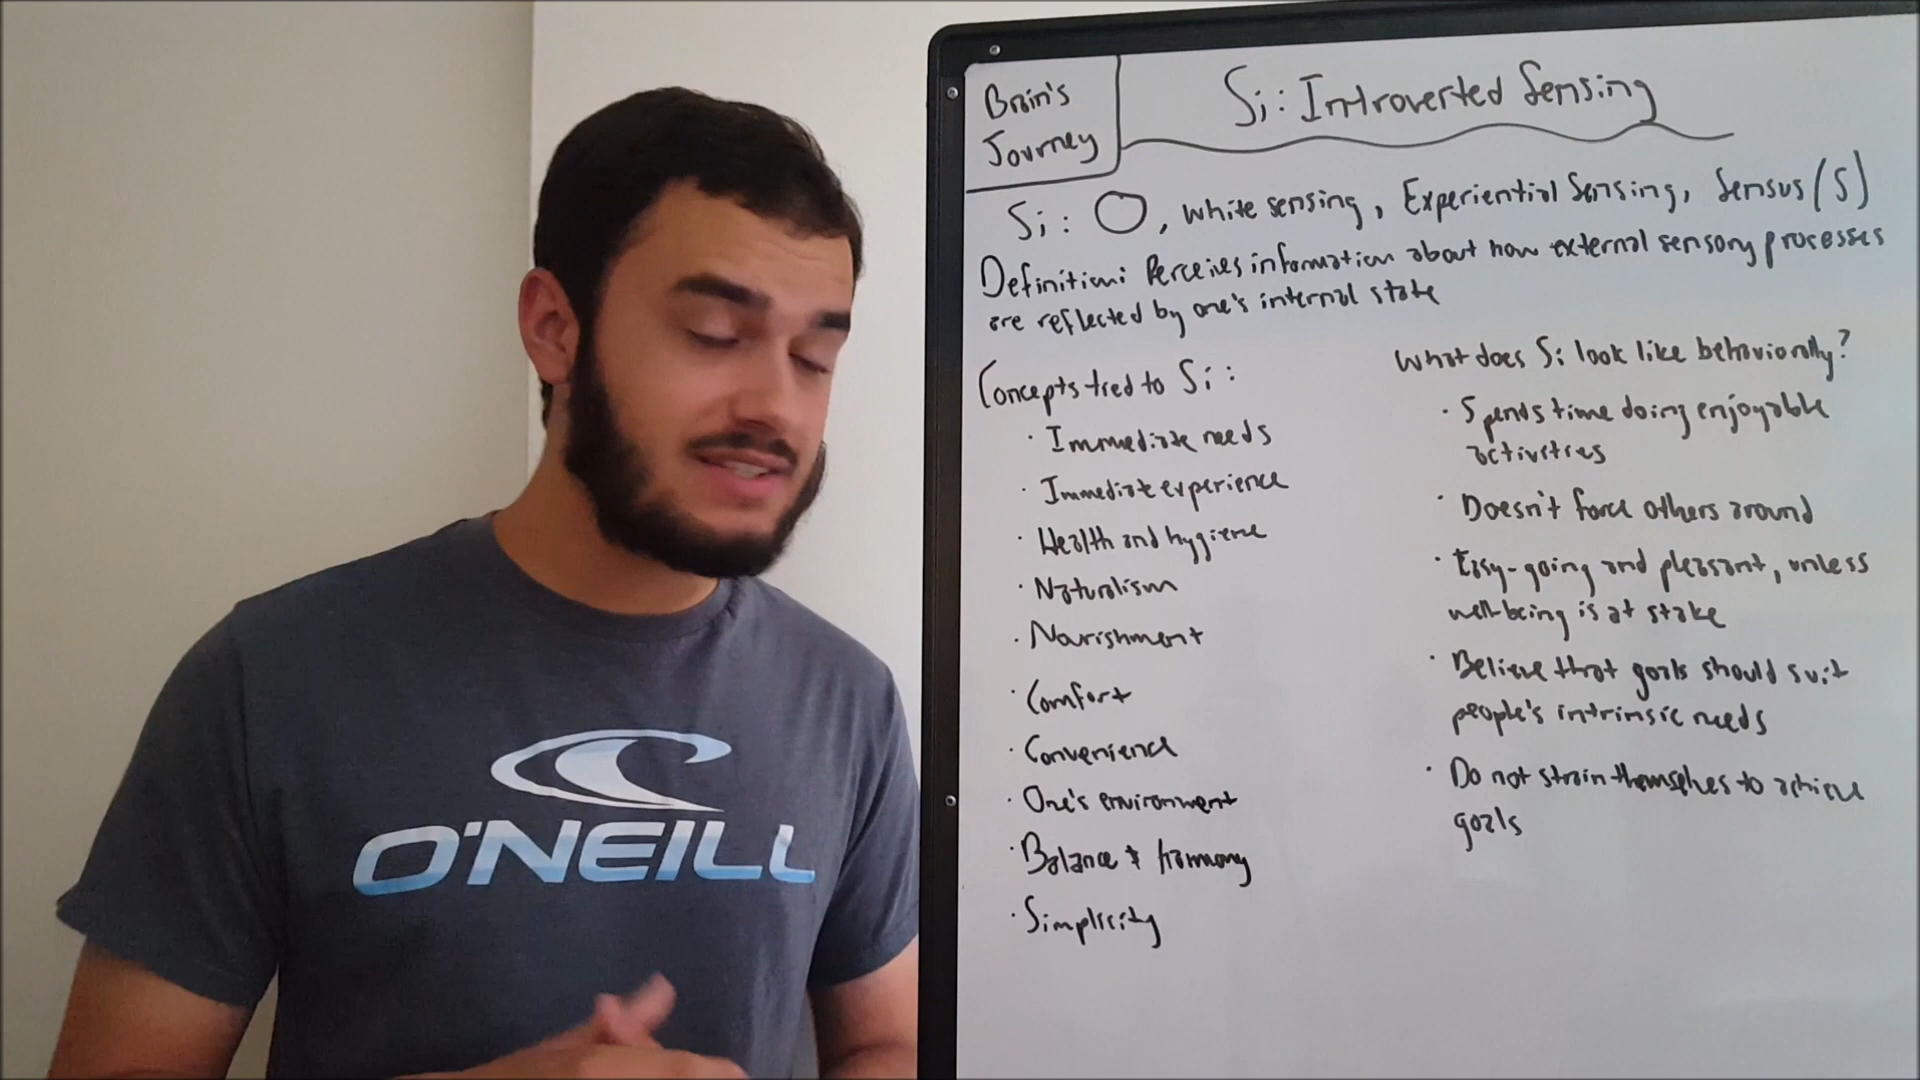 O'NEILL
Brain's
Journey
Si: Introverted Sensing
Si: O, white sensing, Experiential Sensing, Sensus (S)
Definition: Perceives information about how external sensory processes
are reflected by one's internal state
Concepts tied to Si:
· Immediate needs
· Immediate experience
· Health and hygiene
· Naturalism
· Nourishment
· Comfort
· Convenience
· One's environment
· Balance & harmony
· Simplicity
What does Si look like behaviorally?
· Spends time doing enjoyable
activities
· Doesn't force others around
· Easy-going and pleasant, unless
well-being is at stake
· Believe that goals should suit
people's intrinsic needs
· Do not strain themselves to achieve
goals